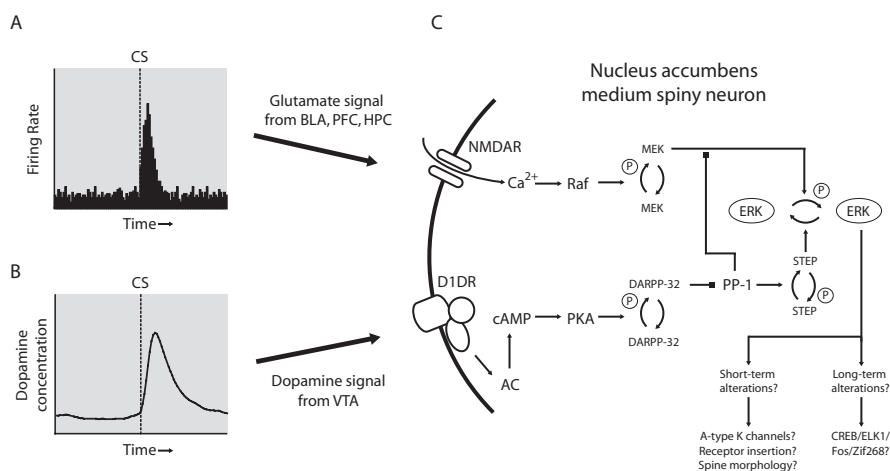 A
CS
Firing Rate
Time→
B
CS
Dopamine
concentration
Time→
Glutamate signal
from BLA, PFC, HPC
Dopamine signal
from VTA
C
Nucleus accumbens
medium spiny neuron
NMDAR
Ca2+
Raf
P
MEK
MEK
P
ERK
ERK
D1DR
AC
cAMP
PKA
P
DARPP-32
DARPP-32
PP-1
STEP
STEP
P
Short-term
alterations?
Long-term
alterations?
A-type K channels?
Receptor insertion?
Spine morphology?
CREB/ELK1/
Fos/Zif268?